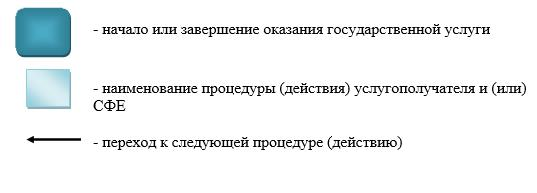 - начало или завершение оказания государственной услуги
- наименование процедуры (действия) услугополучателя и (или)
СФЕ
- переход к следующей процедуре (действию)